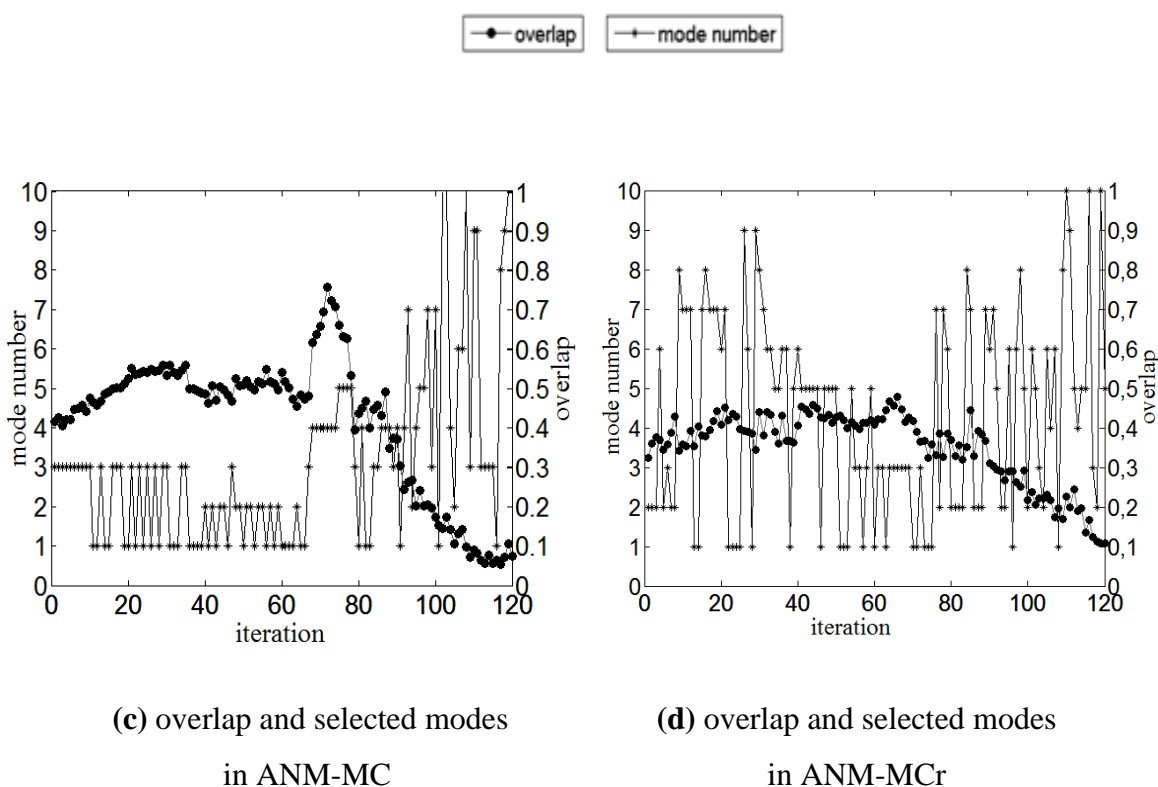 overlap mode number
10 9 8 7 6 5 4 3 2 1 0
mode number
0 20 40 60 80 100 120
iteration
1 0.9 0.8 0.7 0.6 0.5 0.4 0.3 0.2 0.1 0
overlap
10 9 8 7 6 5 4 3 2 1 0
mode number
0 20 40 60 80 100 120
iteration
1 0,9 0,8 0,7 0,6 0,5 0,4 0,3 0,2 0,1 0
overlap
(c) overlap and selected modes
in ANM-MC
(d) overlap and selected modes
in ANM-MCr